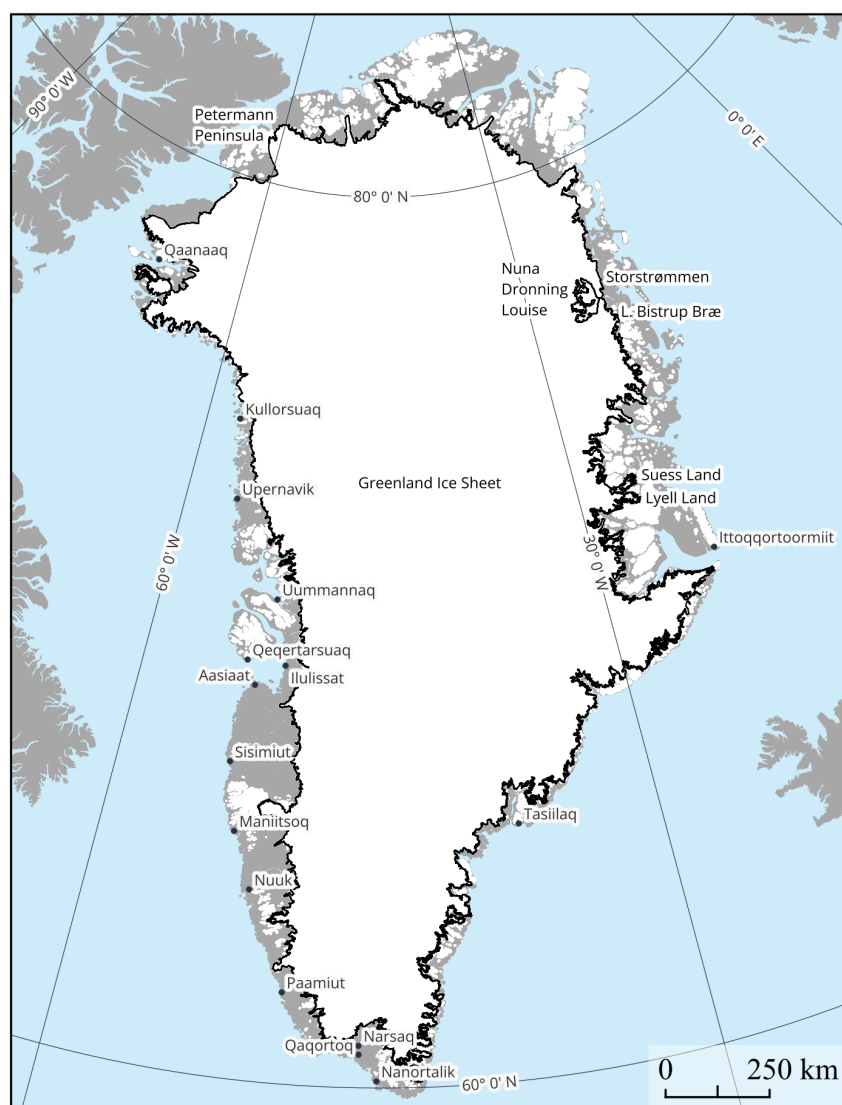 90° 0' W
Petermann
Peninsula
0° 0' E
80° 0' N
Qaanaaq
Nuna
Dronning
Louise
Storstrømmen
L. Bistrup Bræ
Kullorsuaq
Greenland Ice Sheet
Suess Land
Upernavik
Lyell Land
Ittoqqortoormiit
60° 0' W
30° 0' W
Uummannaq
Qeqertarsuaq
Aasiaat
Ilulissat
Sisimiut
Maniitsoq
Tasiilaq
Nuuk
Paamiut
Narsaq
Qaqortoq
Nanortalik
60° 0' N
0 250 km